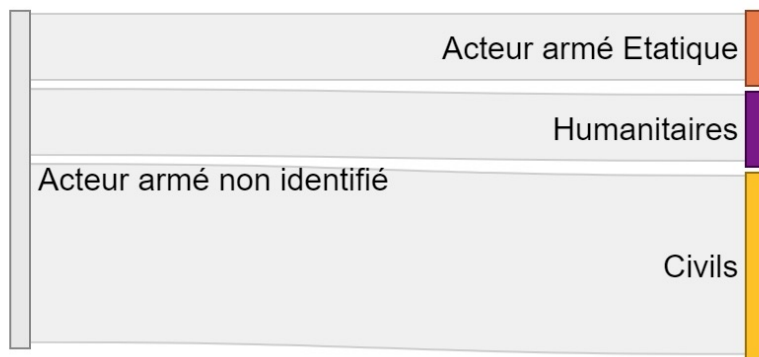 Acteur armé Etatique
Humanitaires
Acteur armé non identifié
Civils